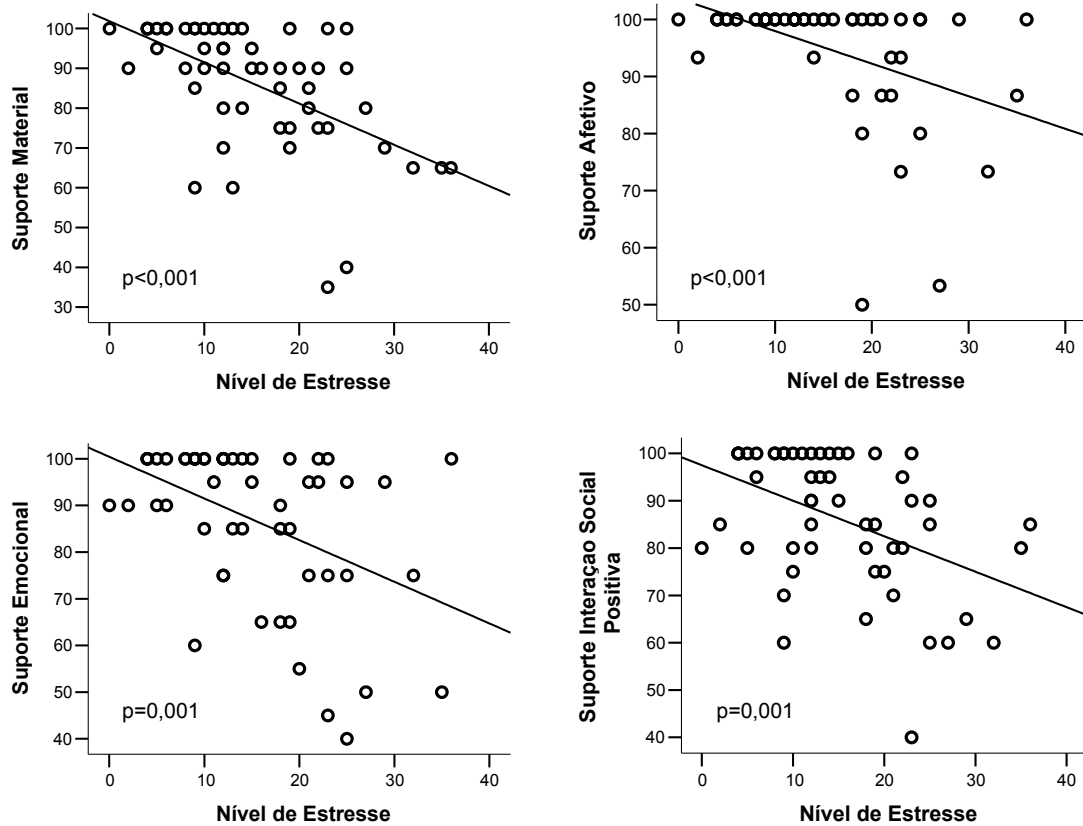 Suporte Material
100
90
80
70
60
50
40
30
p<0,001
0 10 20 30 40
Nível de Estresse
Suporte Afetivo
100
90
80
70
60
50
p<0,001
0 10 20 30 40
Nível de Estresse
Suporte Emocional
100
90
80
70
60
50
40
p=0,001
0 10 20 30 40
Nível de Estresse
Suporte Interaçao Social
Positiva
100
90
80
70
60
50
40
p=0,001
0 10 20 30 40
Nível de Estresse